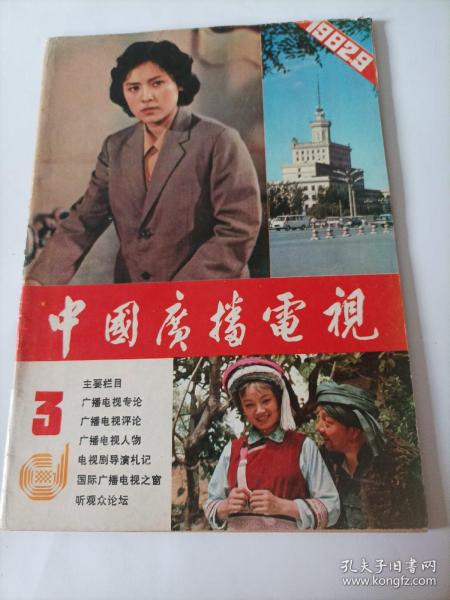 1982.9
中國廣播電視
3
主要栏目
广播电视专论
广播电视评论
广播电视人物
电视剧导演札记
国际广播电视之窗
听观众论坛
孔夫子旧书网
www.kongfz.com